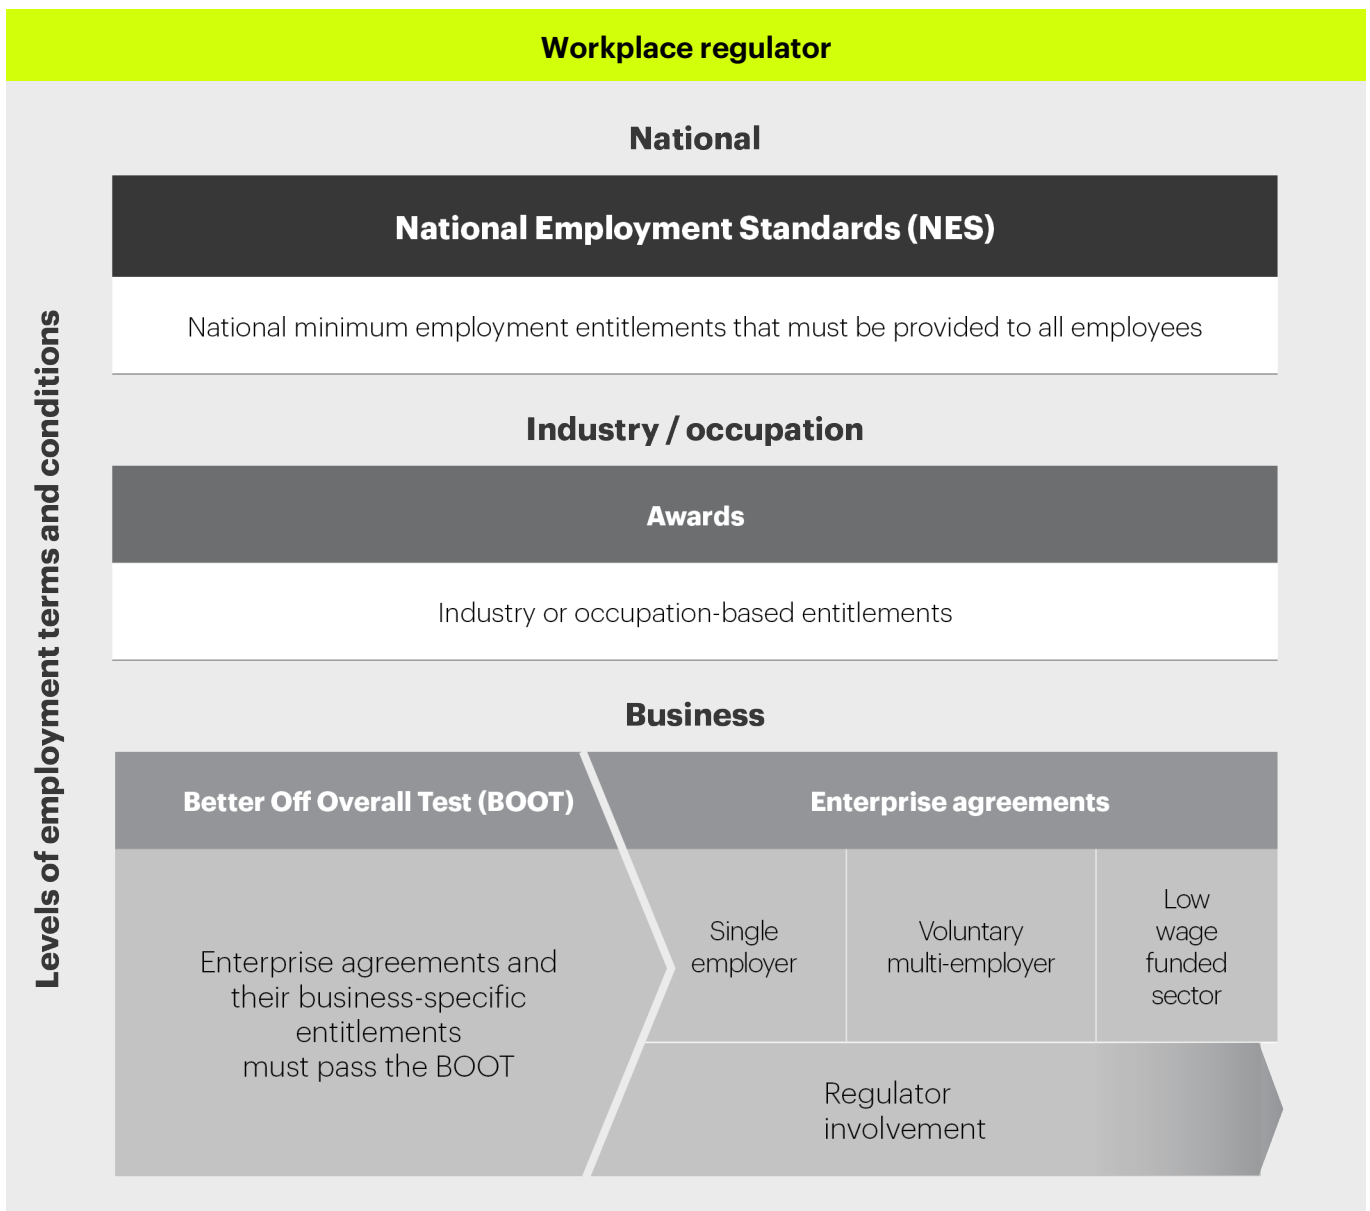 Workplace regulator
Levels of employment terms and conditions
National
National Employment Standards (NES)
National minimum employment entitlements that must be provided to all employees
Industry / occupation
Awards
Industry or occupation-based entitlements
Business
Better Off Overall Test (BOOT)
Enterprise agreements and
their business-specific
entitlements
must pass the BOOT
Enterprise agreements
Single
employer
Voluntary
multi-employer
Low
wage
funded
sector
Regulator
involvement